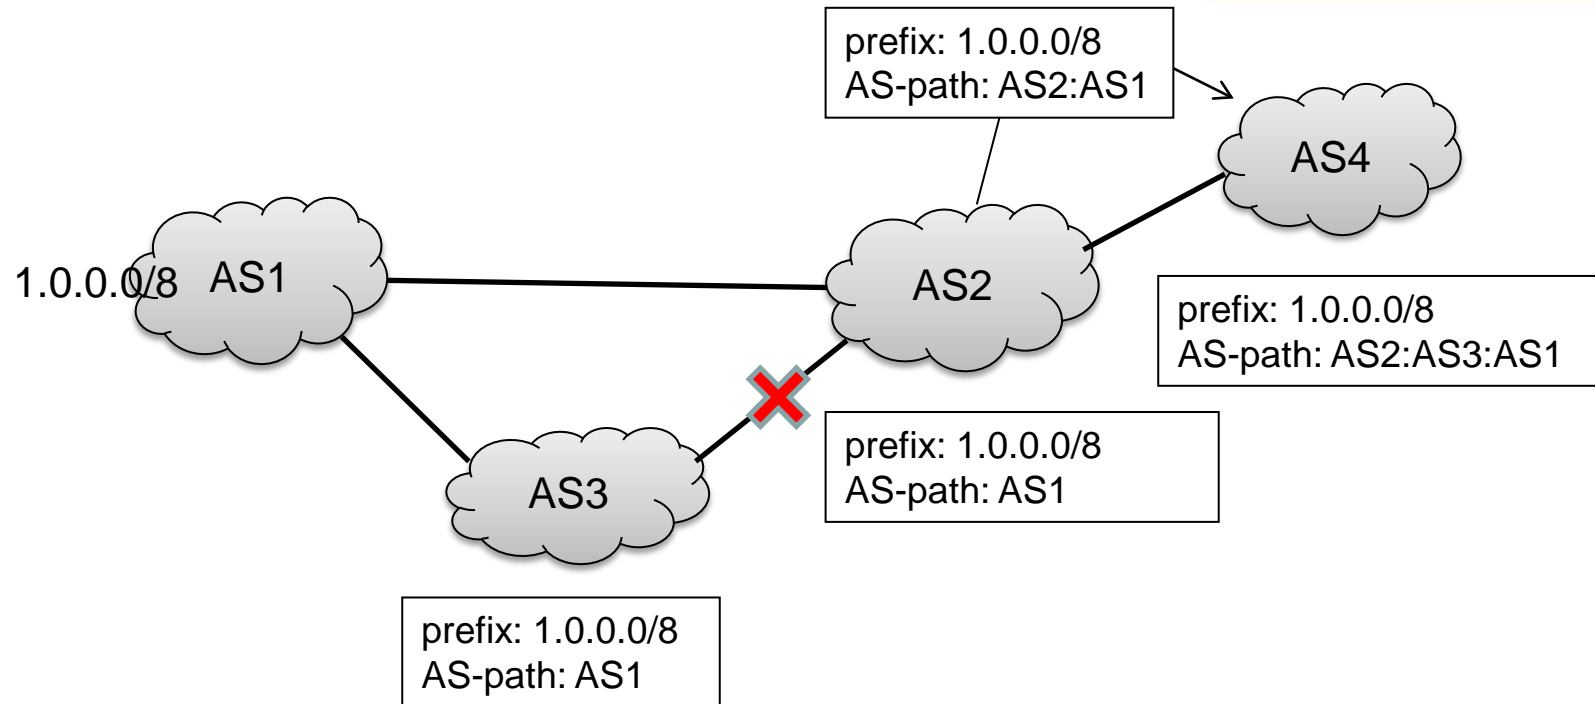 prefix: 1.0.0.0/8
AS-path: AS2:AS1
AS4
1.0.0.0/8
AS1
AS2
prefix: 1.0.0.0/8
AS-path: AS2:AS3:AS1
prefix: 1.0.0.0/8
AS-path: AS1
AS3
prefix: 1.0.0.0/8
AS-path: AS1